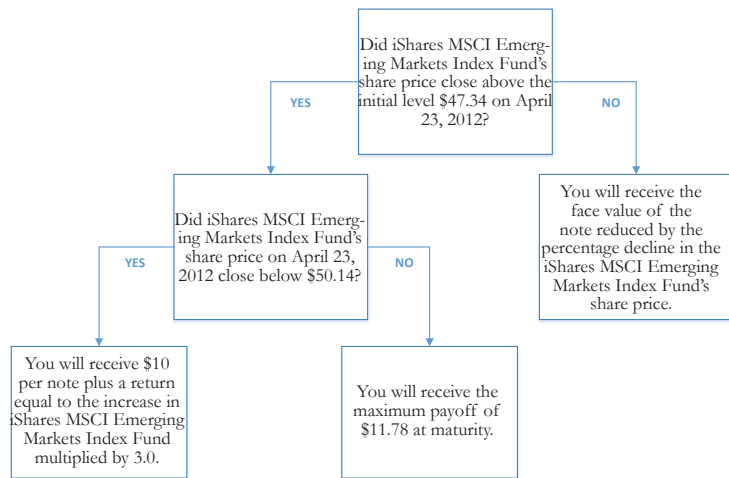 Did iShares MSCI Emerg-
ing Markets Index Fund's
share price close above the
initial level $47.34 on April
23, 2012?
YES
NO
Did iShares MSCI Emerg-
ing Markets Index Fund's
share price on April 23,
2012 close below $50.14?
You will receive the
face value of the
note reduced by the
percentage decline in the
iShares MSCI Emerging
Markets Index Fund's
share price.
YES
NO
You will receive $10
per note plus a return
equal to the increase in
iShares MSCI Emerging
Markets Index Fund
multiplied by 3.0.
You will receive the
maximum payoff of
$11.78 at maturity.